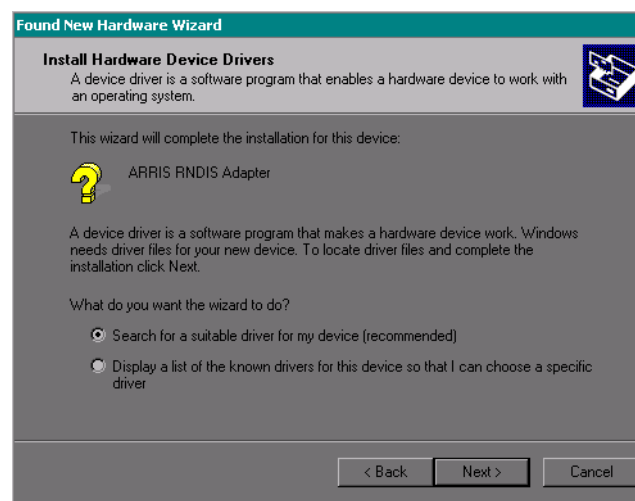 Found New Hardware Wizard
Install Hardware Device Drivers
A device driver is a software program that enables a hardware device to work with
an operating system.
This wizard will complete the installation for this device:
ARRIS RNDIS Adapter
A device driver is a software program that makes a hardware device work. Windows
needs driver files for your new device. To locate driver files and complete the
installation click Next.
What do you want the wizard to do?
Search for a suitable driver for my device (recommended)
Display a list of the known drivers for this device so that I can choose a specific
driver
< Back Next > Cancel